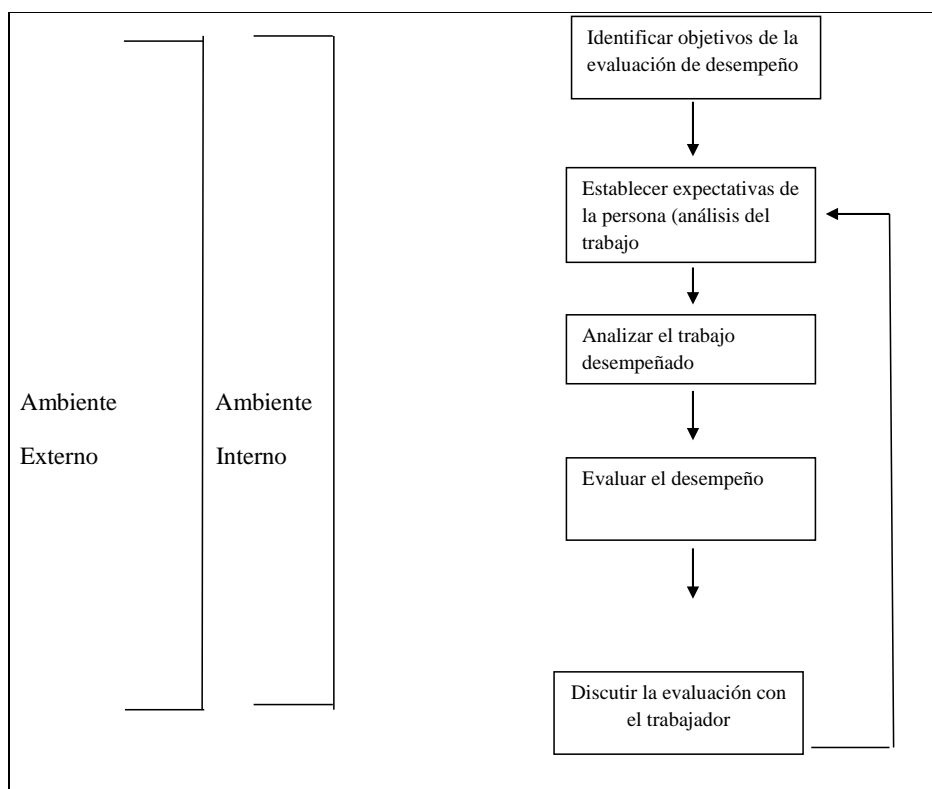 Identificar objetivos de la
evaluación de desempeño
Establecer expectativas de
la persona (análisis del
trabajo
Analizar el trabajo
desempeñado
Ambiente
Externo
Ambiente
Interno
Evaluar el desempeño
Discutir la evaluación con
el trabajador